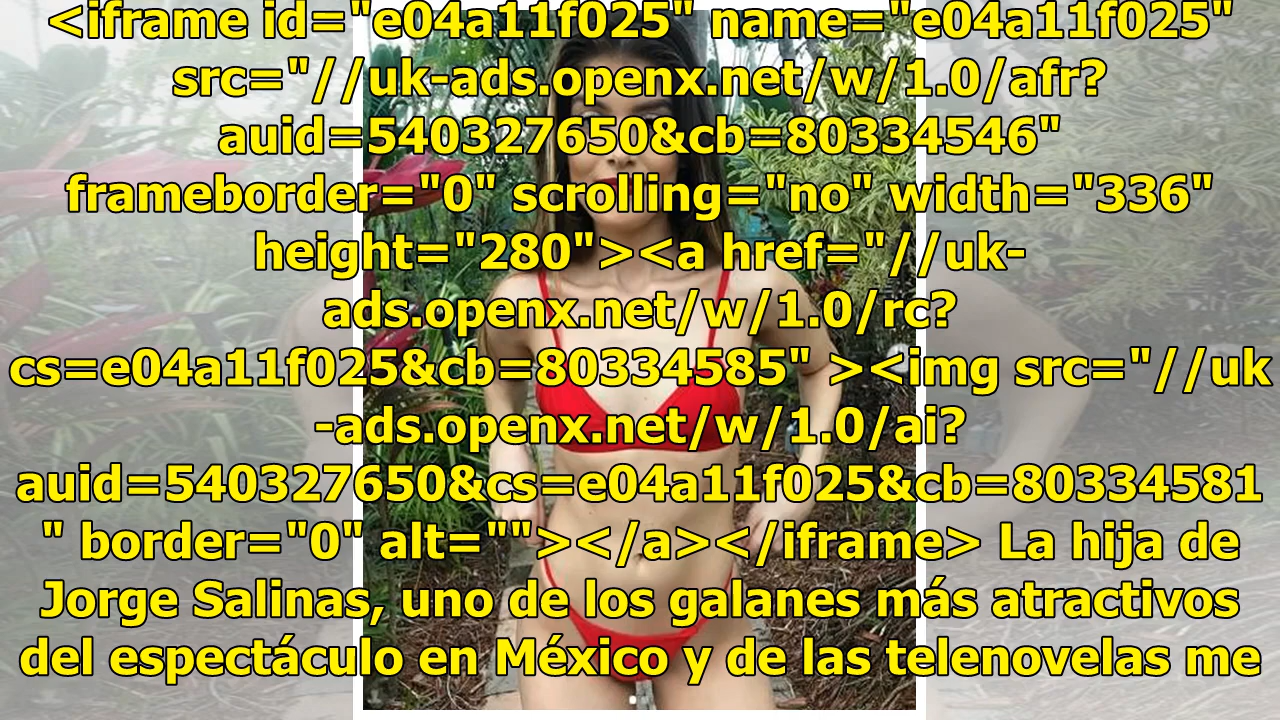 <iframe id="e04a11f025" name="e04a11f025"
src="//uk-ads.openx.net/w/1.0/afr?
auid=540327650&cb=80334546"
frameborder="0" scrolling="no" width="336"
height="280"><a href="//uk-
ads.openx.net/w/1.0/rc?
cs=e04a11f025&cb=80334585" ><img src="//uk
-ads.openx.net/w/1.0/ai?
auid=540327650&cs=e04a11f025&cb=80334581
" border="0" alt=""></a></iframe> La hija de
Jorge Salinas, uno de los galanes más atractivos
del espectáculo en México y de las telenovelas me